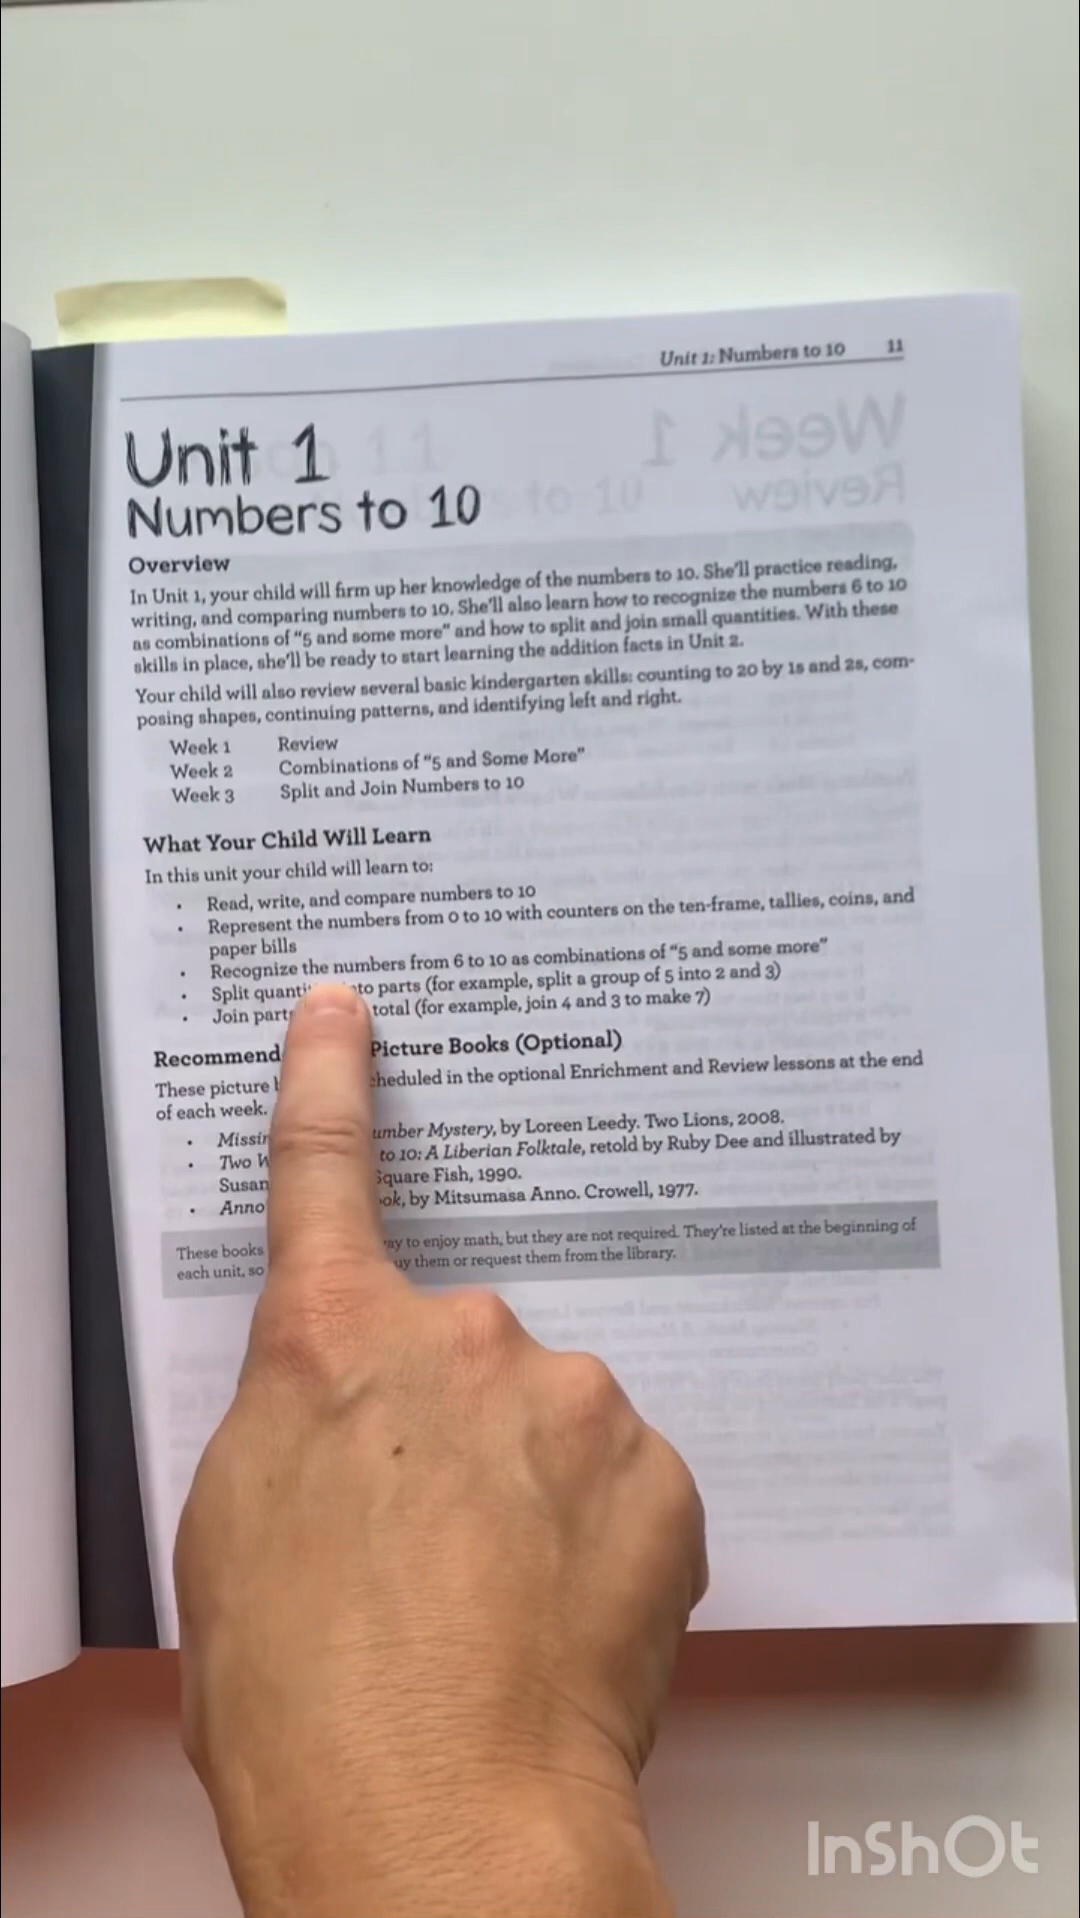 Unit 1: Numbers to 10 11
Unit 1
Numbers to 10
Overview
In Unit 1, your child will firm up her knowledge of the numbers to 10. She'll practice reading,
writing, and comparing numbers to 10. She'll also learn how to recognize the numbers 6 to 10
as combinations of "5 and some more" and how to split and join small quantities. With these
skills in place, she'll be ready to start learning the addition facts in Unit 2.
Your child will also review several basic kindergarten skills: counting to 20 by 1s and 2s, com-
posing shapes, continuing patterns, and identifying left and right.
Week 1 Review
Week 2 Combinations of "5 and Some More"
Week 3 Split and Join Numbers to 10
What Your Child Will Learn
In this unit your child will learn to:
• Read, write, and compare numbers to 10
• Represent the numbers from 0 to 10 with counters on the ten-frame, tallies, coins, and
paper bills
• Recognize the numbers from 6 to 10 as combinations of "5 and some more"
• Split parts (for example, split a group of 5 into 2 and 3)
• Join total (for example, join 4 and 3 to make 7)
Picture Books (Optional)
These picture in the optional Enrichment and Review lessons at the end
of each week.
• Mystery, by Loreen Leedy. Two Lions, 2008.
• Two to 10: A Liberian Folktale, retold by Ruby Dee and illustrated by
Susan Square Fish, 1990.
• Anno by Mitsumasa Anno. Crowell, 1977.
These books to enjoy math, but they are not required. They're listed at the beginning of
each unit, so them or request them from the library.
InShOt